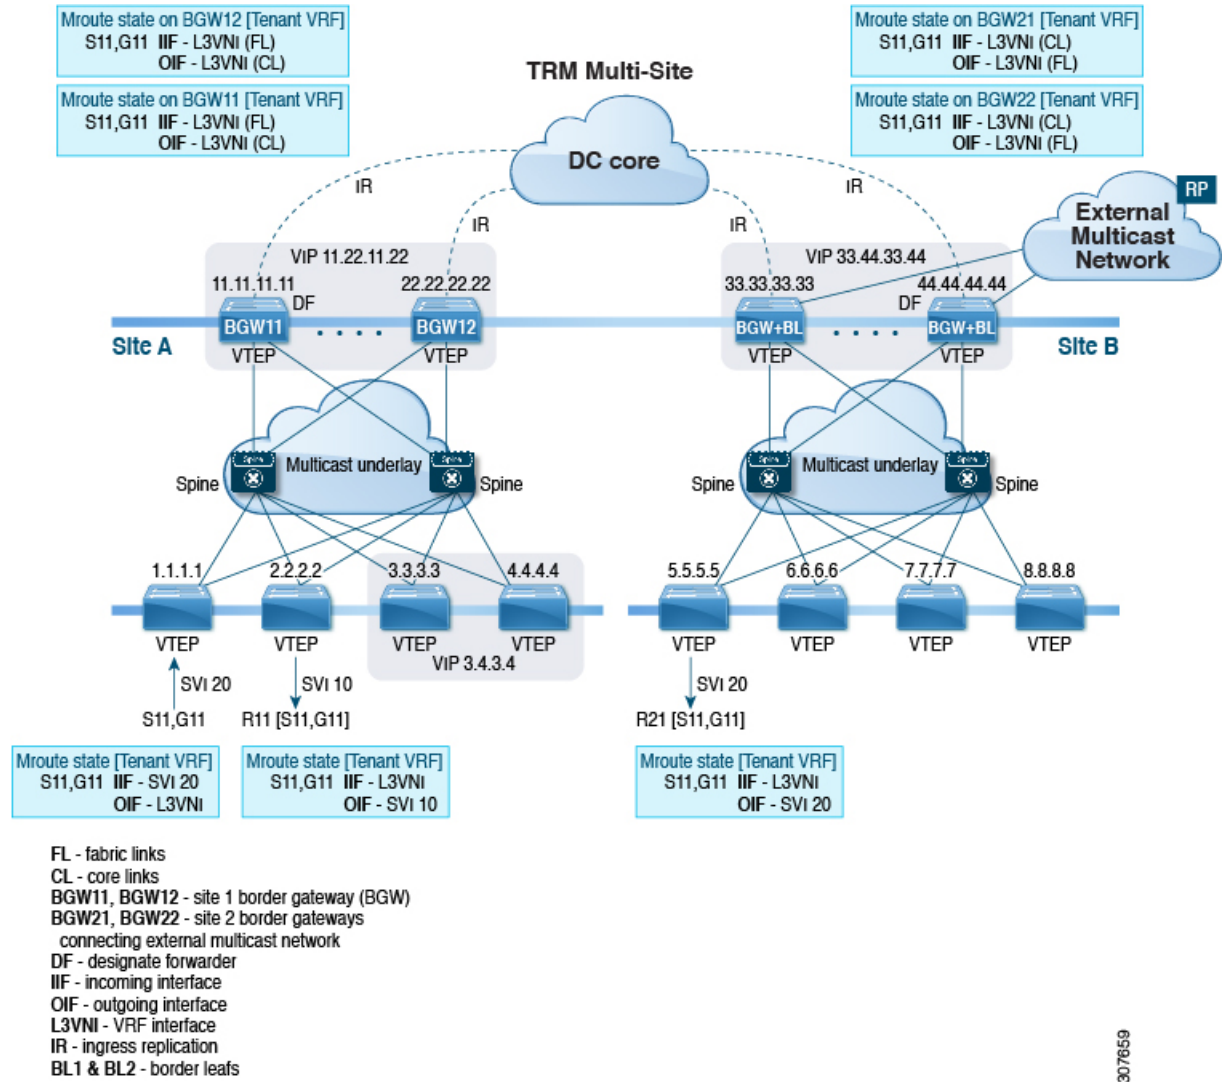 Mroute state on BGW12 [Tenant VRF]
S11,G11 IIF - L3VNI (FL)
OIF - L3VNI (CL)
Mroute state on BGW11 [Tenant VRF]
S11,G11 IIF - L3VNI (FL)
OIF - L3VNI (CL)
TRM Multi-Site
DC core
Mroute state on BGW21 [Tenant VRF]
S11,G11 IIF - L3VNI (CL)
OIF - L3VNI (FL)
Mroute state on BGW22 [Tenant VRF]
S11,G11 IIF - L3VNI (CL)
OIF - L3VNI (FL)
IR
IR
IR
IR
RP
External
Multicast
Network
VIP 11.22.11.22
11.11.11.11
22.22.22.22
DF
BGW11
BGW12
VTEP
VTEP
Site A
VIP 33.44.33.44
33.33.33.33
44.44.44.44
DF
BGW+BL
BGW+BL
VTEP
VTEP
Site B
Spine
Spine
Multicast underlay
Spine
Spine
Spine
Spine
Multicast underlay
Spine
Spine
1.1.1.1
2.2.2.2
3.3.3.3
4.4.4.4
5.5.5.5
6.6.6.6
7.7.7.7
8.8.8.8
VTEP
VTEP
VTEP
VTEP
VIP 3.4.3.4
VTEP
VTEP
VTEP
VTEP
SVI 20
SVI 10
SVI 20
S11,G11
R11 [S11,G11]
R21 [S11,G11]
Mroute state [Tenant VRF]
S11,G11 IIF - SVI 20
OIF - L3VNI
Mroute state [Tenant VRF]
S11,G11 IIF - L3VNI
OIF - SVI 10
Mroute state [Tenant VRF]
S11,G11 IIF - L3VNI
OIF - SVI 20
FL - fabric links
CL - core links
BGW11, BGW12 - site 1 border gateway (BGW)
BGW21, BGW22 - site 2 border gateways
connecting external multicast network
DF - designate forwarder
IIF - incoming interface
OIF - outgoing interface
L3VNI - VRF interface
IR - ingress replication
BL1 & BL2 - border leafs
307659